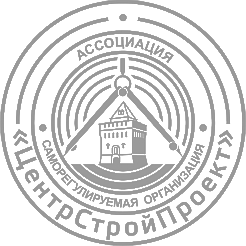 АССОЦИАЦИЯ
САМОРЕГУЛИРУЕМАЯ ОРГАНИЗАЦИЯ
«ЦентрСтройПроект»